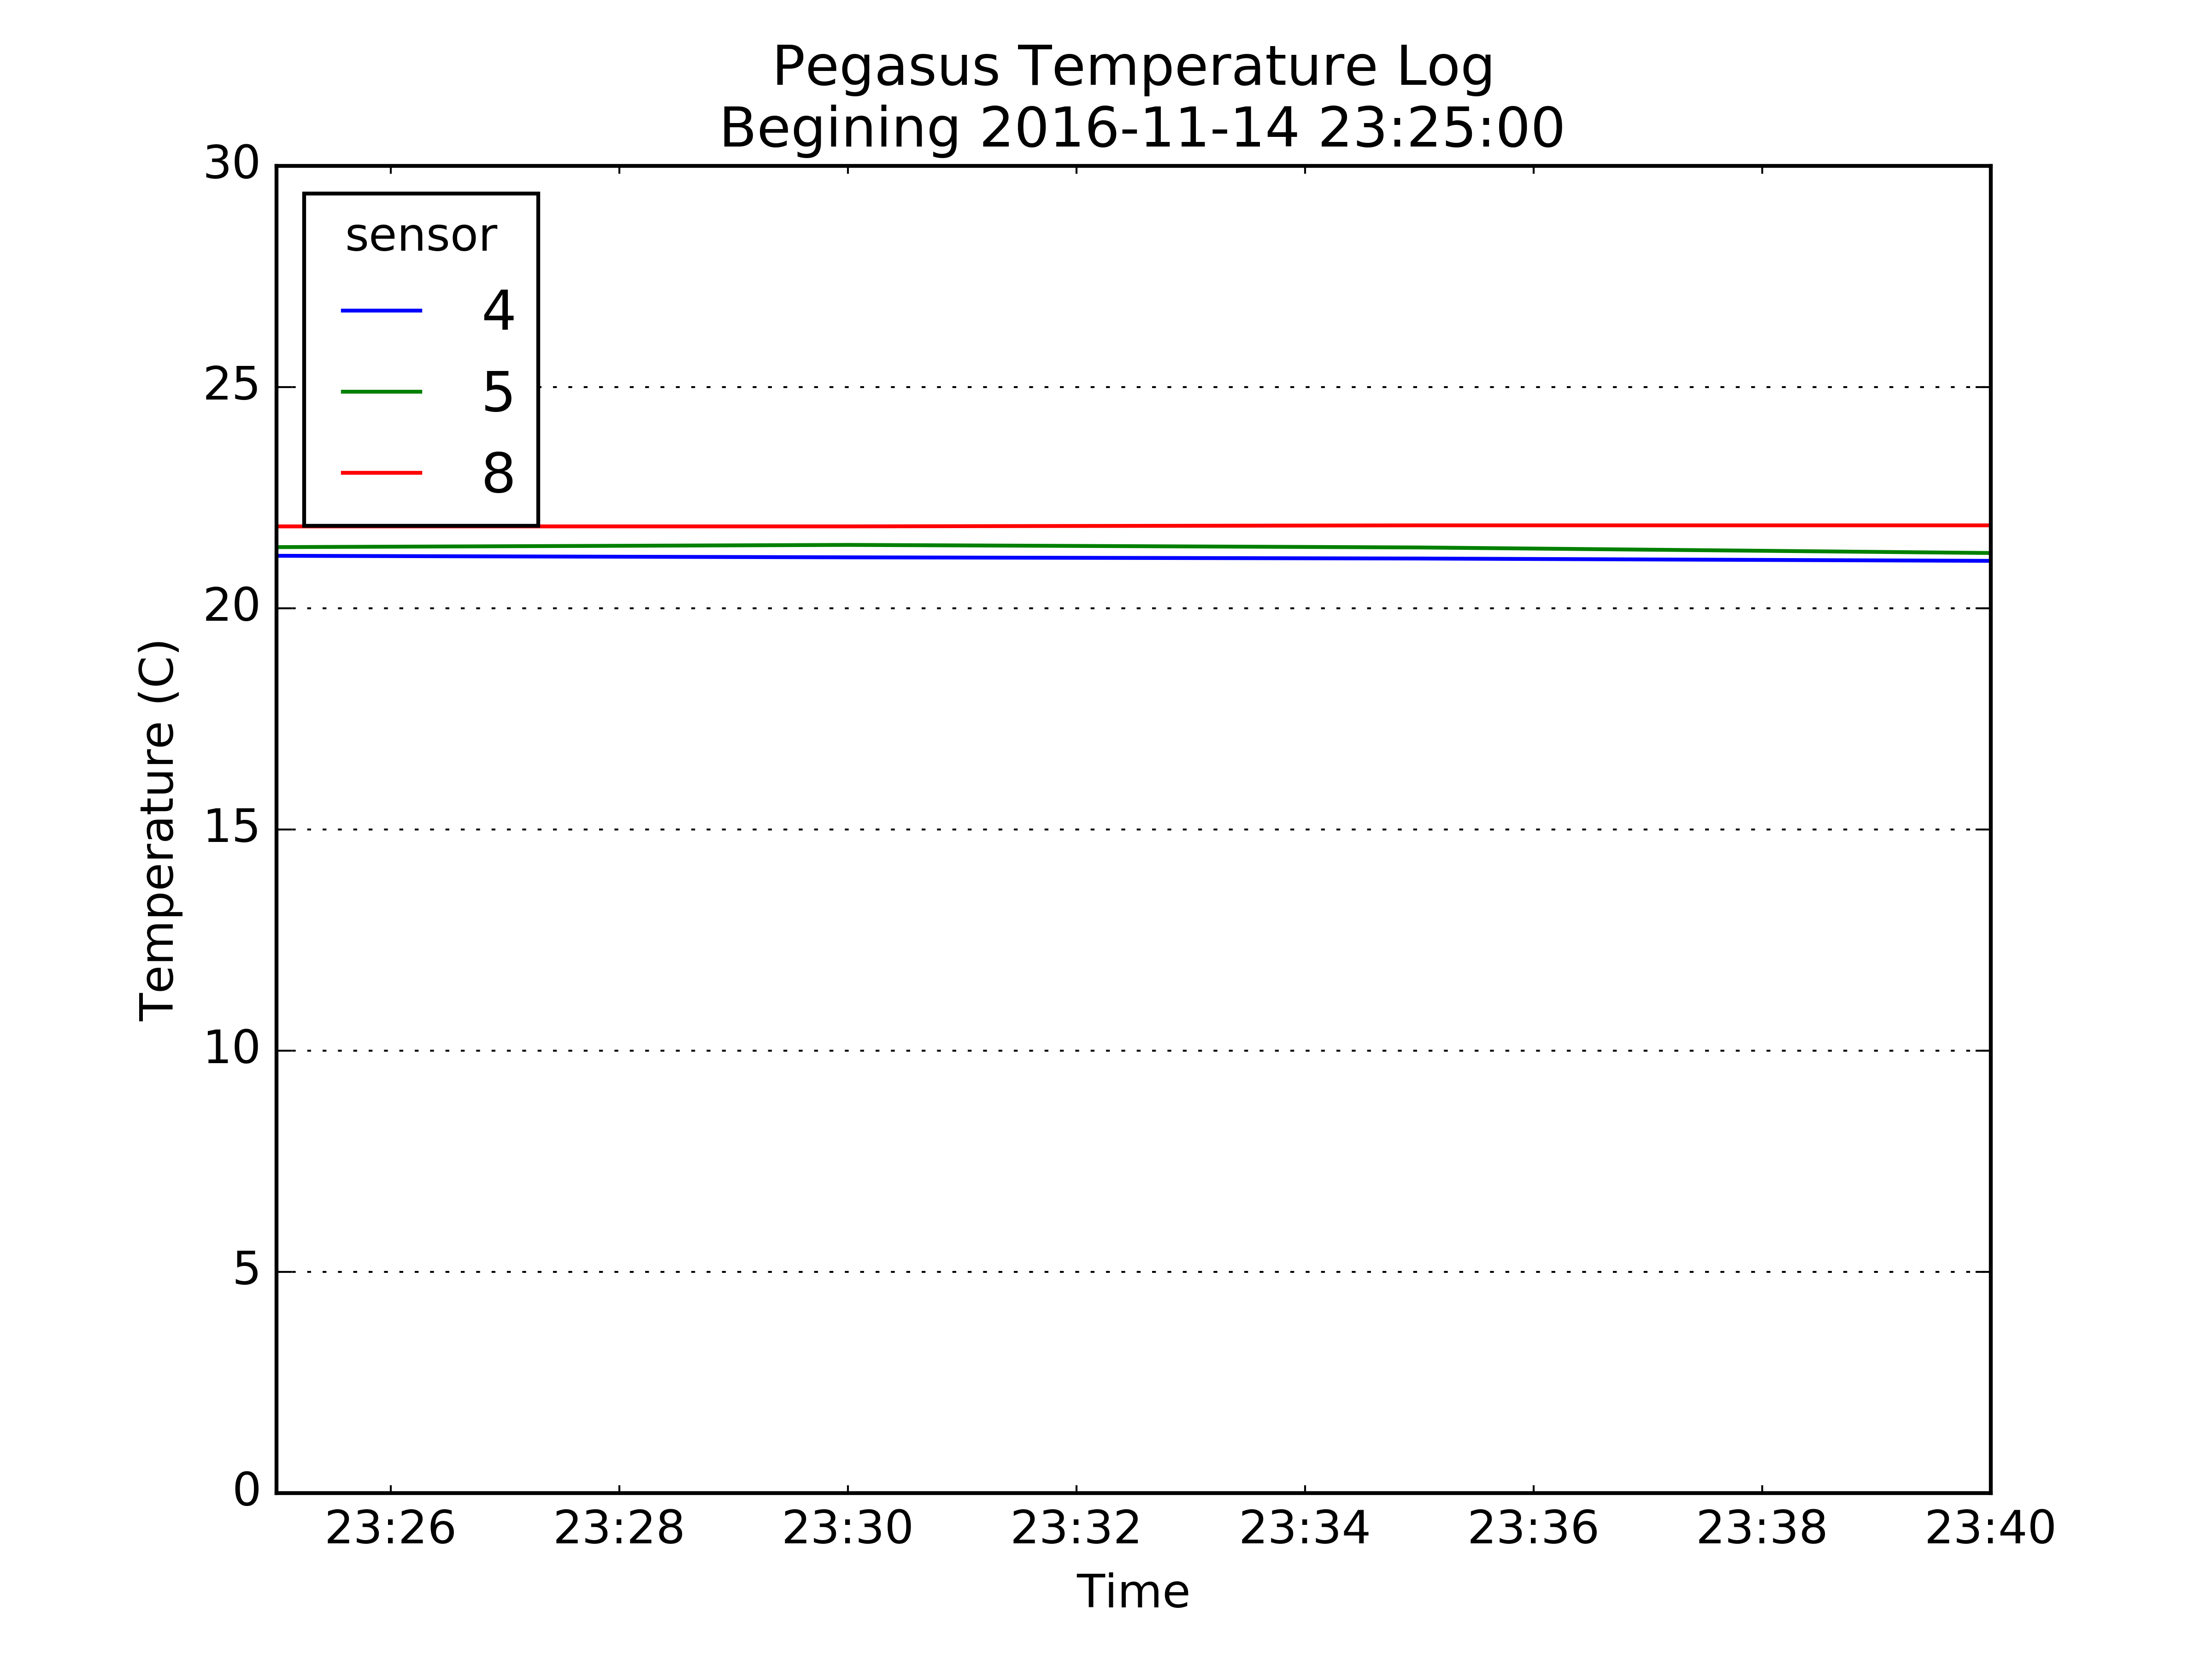 Pegasus Temperature Log
Begining 2016-11-14 23:25:00
sensor
4
5
8
30
25
20
15
10
5
0
Temperature (C)
23:26 23:28 23:30 23:32 23:34 23:36 23:38 23:40
Time